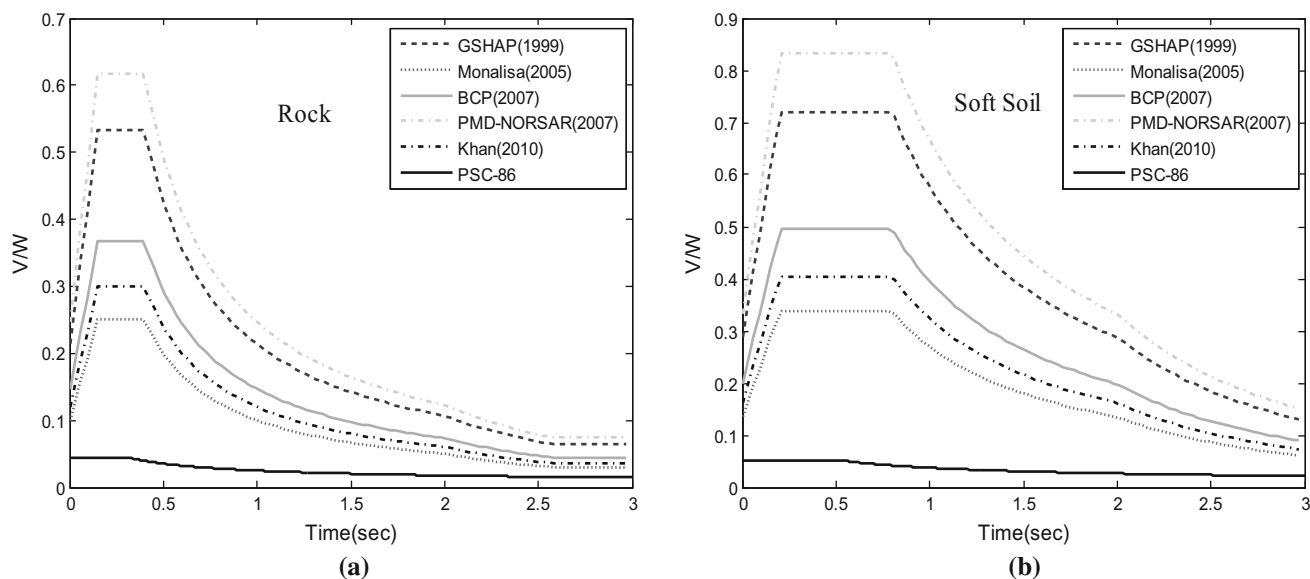 0.7
0.6
0.5
0.4
0.3
0.2
0.1
0
V/W
0
0.5
1
1.5
2
2.5
3
Time(sec)
Rock
GSHAP(1999)
Monalisa(2005)
BCP(2007)
PMD-NORSAR(2007)
Khan(2010)
PSC-86
(a)
0.9
0.8
0.7
0.6
0.5
0.4
0.3
0.2
0.1
0
V/W
0
0.5
1
1.5
2
2.5
3
Time(sec)
Soft Soil
GSHAP(1999)
Monalisa(2005)
BCP(2007)
PMD-NORSAR(2007)
Khan(2010)
PSC-86
(b)